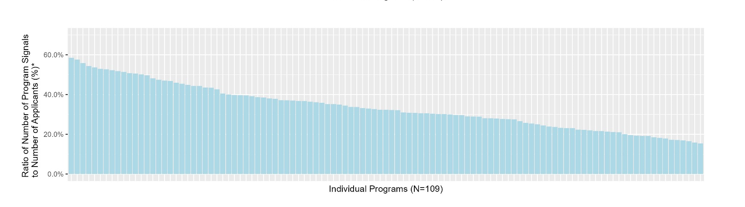 Ratio of Number of Program Signals
to Number of Applicants (%)*
60.0%
40.0%
20.0%
0.0%
Individual Programs (N=109)